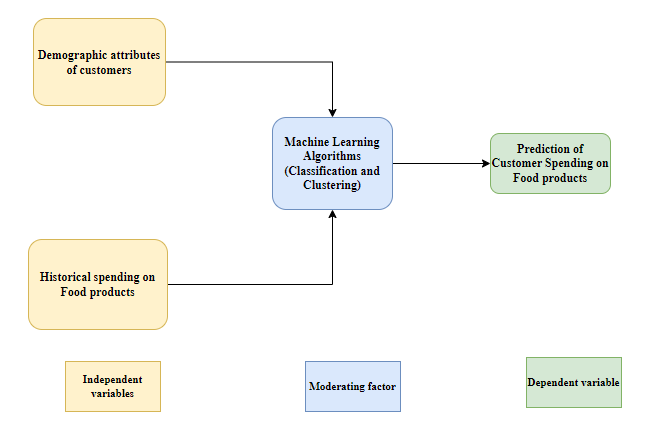 Demographic attributes
of customers
Machine Learning
Algorithms
(Classification and
Clustering)
Prediction of
Customer Spending on
Food products
Historical spending on
Food products
Independent
variables
Moderating factor
Dependent variable